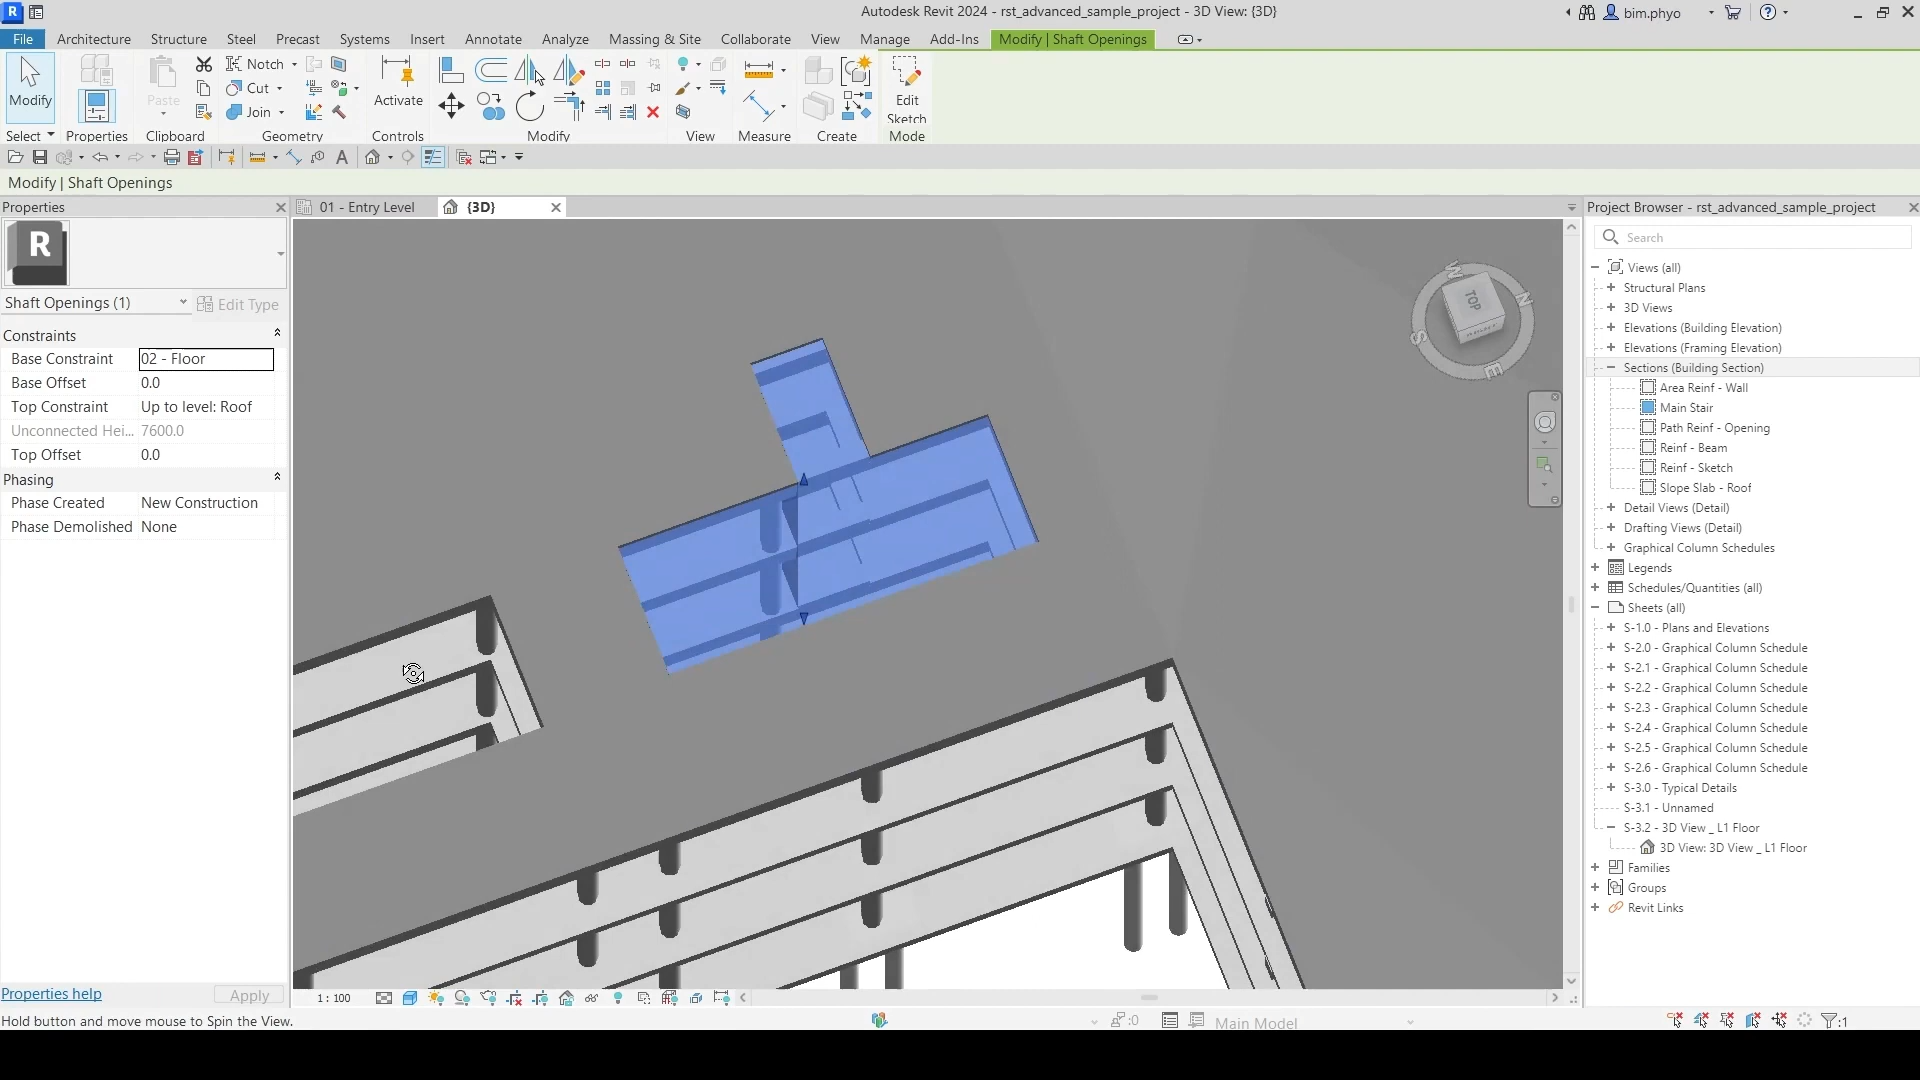 Autodesk Revit 2024 - rst_advanced_sample_project - 3D View: {3D}
bim.phyo
File Architecture Structure Steel Precast Systems Insert Annotate Analyze Massing & Site Collaborate View Manage Add-Ins Modify | Shaft Openings
Modify
Paste
Notch
Cut
Join
Activate
Edit
Sketch
Select Properties Clipboard Geometry Controls Modify View Measure Create Mode
Modify | Shaft Openings
Properties
01 - Entry Level
{3D}
Project Browser - rst_advanced_sample_project
R
Search
Shaft Openings (1)
Edit Type
Constraints
Base Constraint 02 - Floor
Base Offset 0.0
Top Constraint Up to level: Roof
Unconnected Hei... 7600.0
Top Offset 0.0
Phasing
Phase Created New Construction
Phase Demolished None
W
N
TOP
S
E
Views (all)
Structural Plans
3D Views
Elevations (Building Elevation)
Elevations (Framing Elevation)
Sections (Building Section)
Area Reinf - Wall
Main Stair
Path Reinf - Opening
Reinf - Beam
Reinf - Sketch
Slope Slab - Roof
Detail Views (Detail)
Drafting Views (Detail)
Graphical Column Schedules
Legends
Schedules/Quantities (all)
Sheets (all)
S-1.0 - Plans and Elevations
S-2.0 - Graphical Column Schedule
S-2.1 - Graphical Column Schedule
S-2.2 - Graphical Column Schedule
S-2.3 - Graphical Column Schedule
S-2.4 - Graphical Column Schedule
S-2.5 - Graphical Column Schedule
S-2.6 - Graphical Column Schedule
S-3.0 - Typical Details
S-3.1 - Unnamed
S-3.2 - 3D View _ L1 Floor
3D View: 3D View _ L1 Floor
Families
Groups
Revit Links
Properties help
Apply
1 : 100
Hold button and move mouse to Spin the View.
:0
Main Model
:1